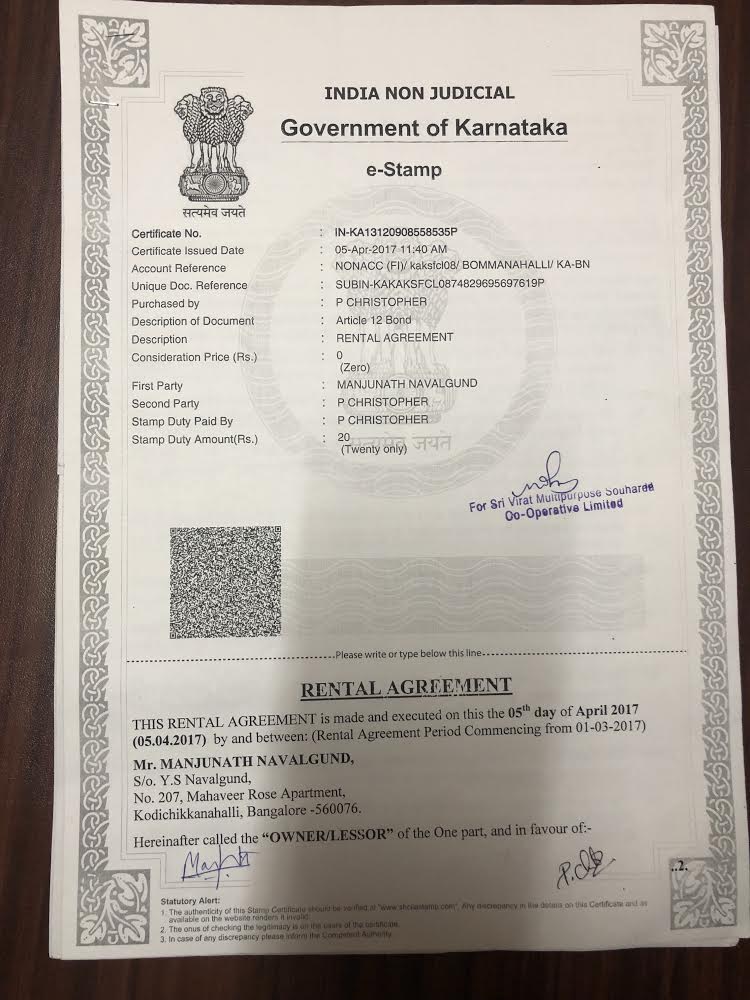 INDIA NON JUDICIAL
Government of Karnataka
e-Stamp
सत्यमेव जयते
Certificate No. : IN-KA13120908558535P
Certificate Issued Date : 05-Apr-2017 11:40 AM
Account Reference : NONACC (FI)/ kaksfcl08/ BOMMANAHALLI/ KA-BN
Unique Doc. Reference : SUBIN-KAKAKSFCL0874829695697619P
Purchased by : P CHRISTOPHER
Description of Document : Article 12 Bond
Description : RENTAL AGREEMENT
Consideration Price (Rs.) : 0
(Zero)
First Party : MANJUNATH NAVALGUND
Second Party : P CHRISTOPHER
Stamp Duty Paid By : P CHRISTOPHER
Stamp Duty Amount(Rs.) : 20
(Twenty only)
सत्यमेव जयते
For Sri Virat Multipurpose Souharda
Co-Operative Limited
Please write or type below this line
RENTAL AGREEMENT
THIS RENTAL AGREEMENT is made and executed on this the 05th day of April 2017
(05.04.2017) by and between: (Rental Agreement Period Commencing from 01-03-2017)
Mr. MANJUNATH NAVALGUND,
S/o. Y.S Navalgund,
No. 207, Mahaveer Rose Apartment,
Kodichikkanahalli, Bangalore -560076.
Hereinafter called the “OWNER/LESSOR” of the One part, and in favour of:-
..2.
Statutory Alert:
1. The authenticity of this Stamp Certificate should be verified at "www.shcilestamp.com". Any discrepancy in the details on this Certificate and as
available on the website renders it invalid.
2. The onus of checking the legitimacy is on the users of the certificate.
3. In case of any discrepancy please inform the Competent Authority.